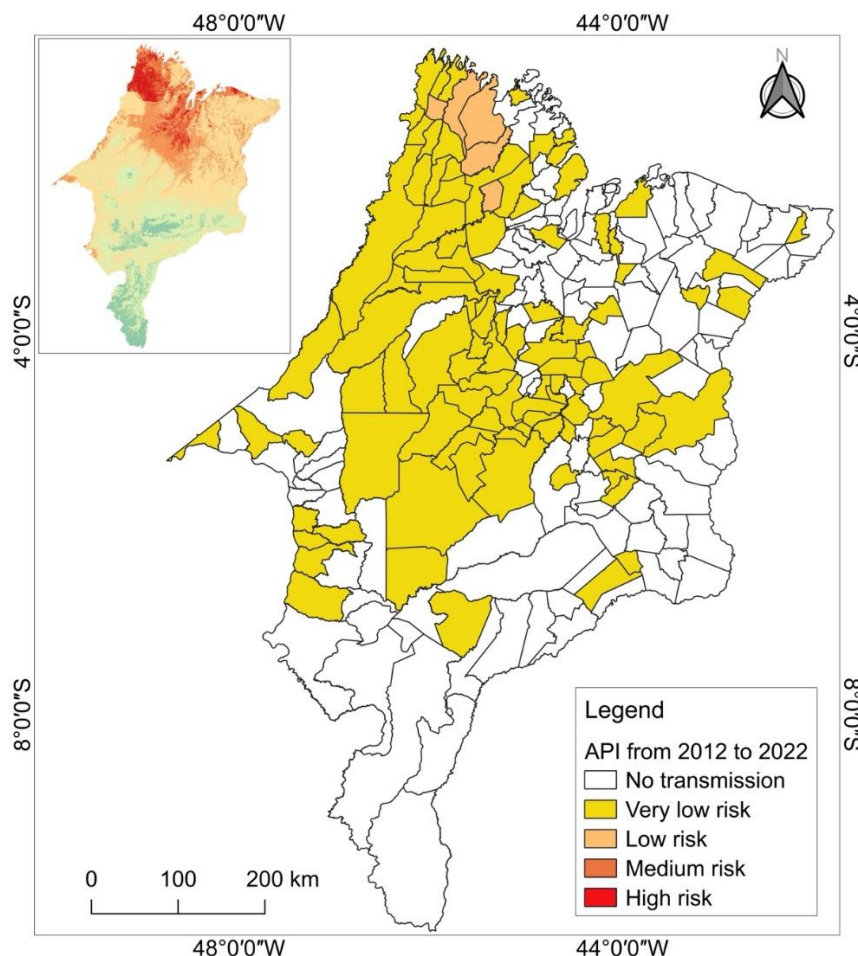 48°0′0″W 44°0′0″W
N
4°0′0″S 4°0′0″S
8°0′0″S 8°0′0″S
Legend
API from 2012 to 2022
No transmission
Very low risk
Low risk
Medium risk
High risk
0 100 200 km
48°0′0″W 44°0′0″W